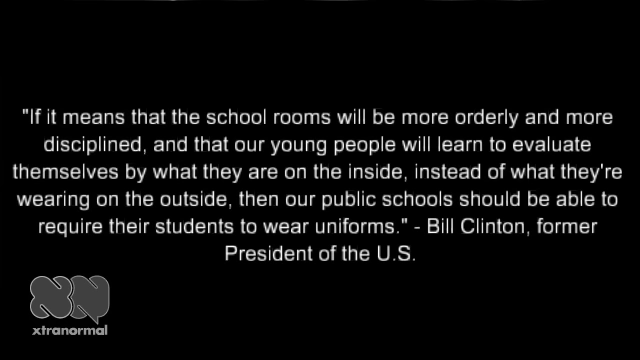 "If it means that the school rooms will be more orderly and more
disciplined, and that our young people will learn to evaluate
themselves by what they are on the inside, instead of what they're
wearing on the outside, then our public schools should be able to
require their students to wear uniforms." - Bill Clinton, former
President of the U.S.
xtranormal